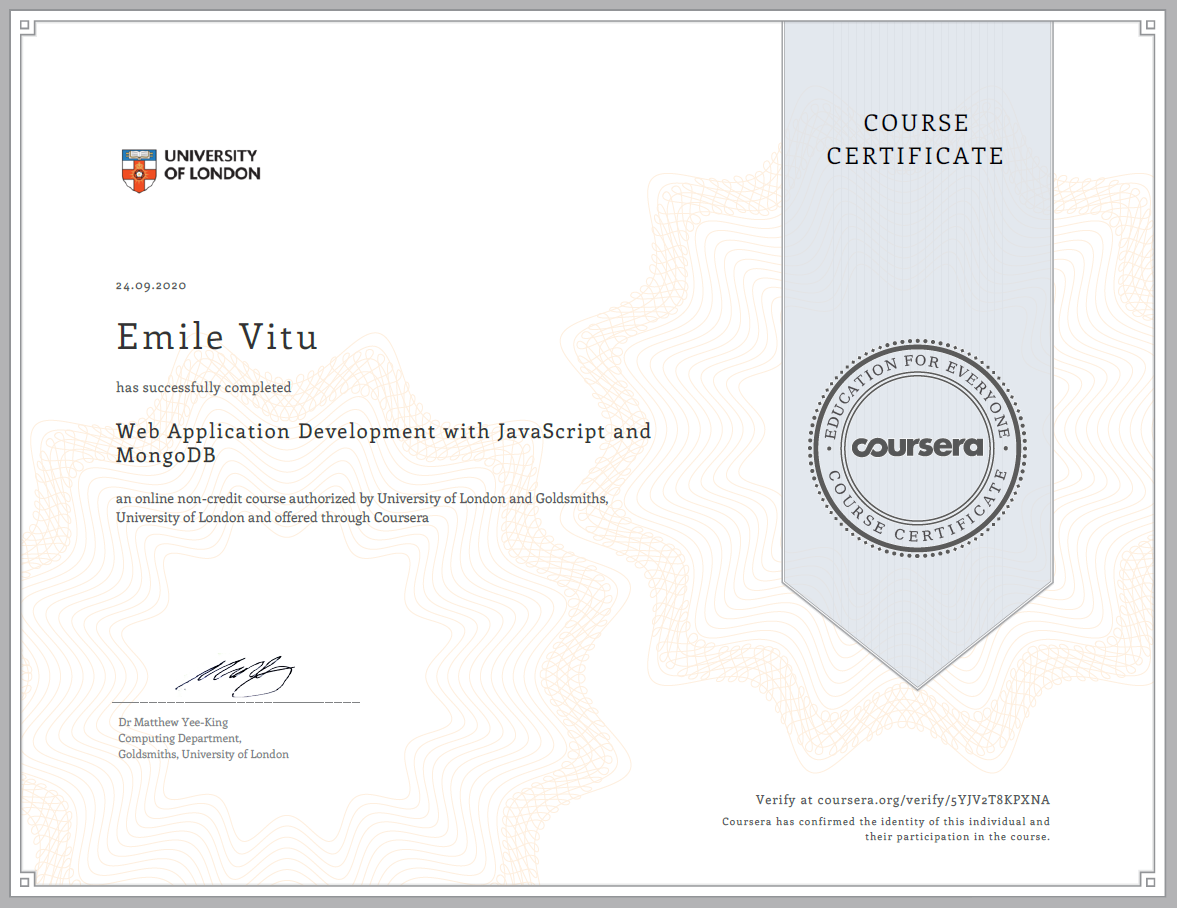 COURSE
CERTIFICATE
UNIVERSITY
OF LONDON
24.09.2020
Emile Vitu
has successfully completed
Web Application Development with JavaScript and
MongoDB
an online non-credit course authorized by University of London and Goldsmiths,
University of London and offered through Coursera
EDUCATION FOR EVERYONE
coursera
COURSE CERTIFICATE
Dr Matthew Yee-King
Computing Department,
Goldsmiths, University of London
Verify at coursera.org/verify/5YJV2T8KPXNA
Coursera has confirmed the identity of this individual and
their participation in the course.